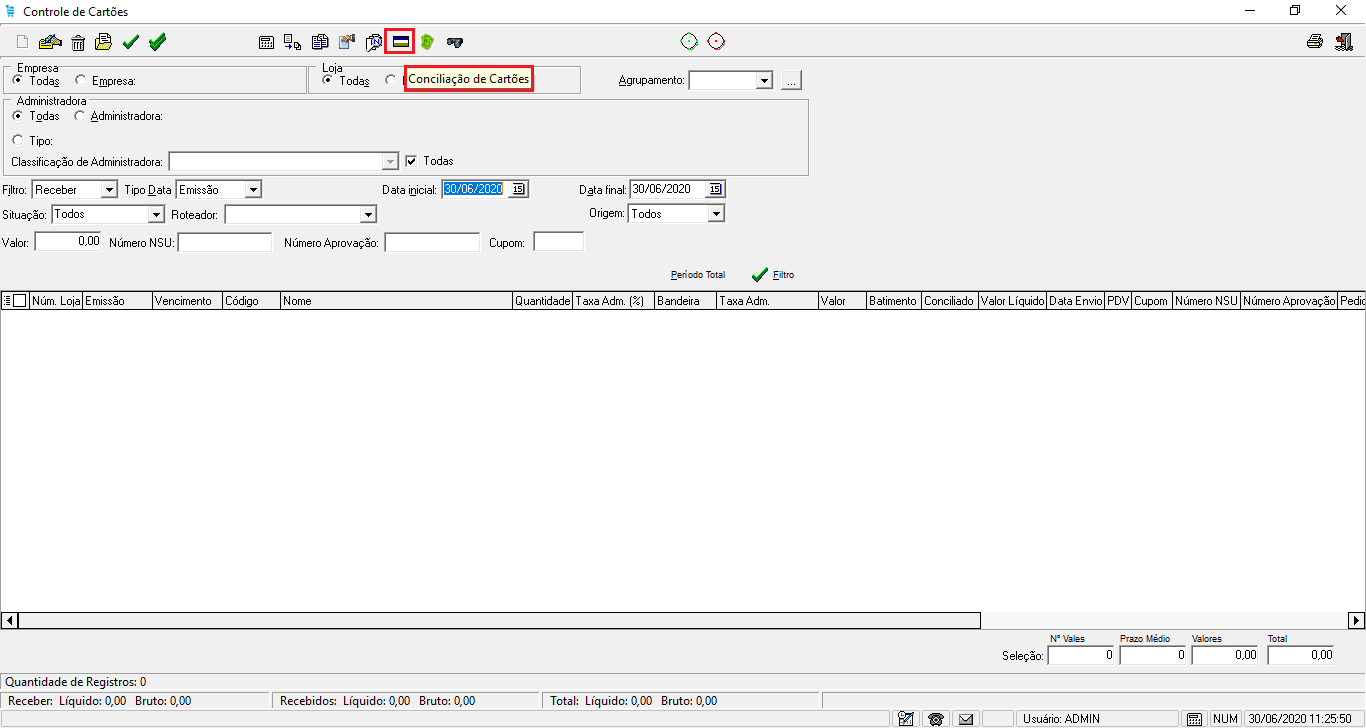 Controle de Cartões
Empresa
Todas Empresa:
Loja
Todas
Conciliação de Cartões
Agrupamento: ...
Administradora
Todas Administradora:
Tipo:
Classificação de Administradora: Todas
Filtro: Receber Tipo Data Emissão Data inicial: 30/06/2020 15 Data final: 30/06/2020 15
Situação: Todos Roteador: Origem: Todos
Valor: 0,00 Número NSU: Número Aprovação: Cupom:
Período Total Filtro
Núm. Loja Emissão Vencimento Código Nome Quantidade Taxa Adm. (%) Bandeira Taxa Adm. Valor Batimento Conciliado Valor Líquido Data Envio PDV Cupom Número NSU Número Aprovação Pedic
Nº Vales Prazo Médio Valores Total
Seleção: 0 0 0,00 0,00
Quantidade de Registros: 0
Receber: Líquido: 0,00 Bruto: 0,00 Recebidos: Líquido: 0,00 Bruto: 0,00 Total: Líquido: 0,00 Bruto: 0,00
Usuário: ADMIN NUM 30/06/2020 11:25:50